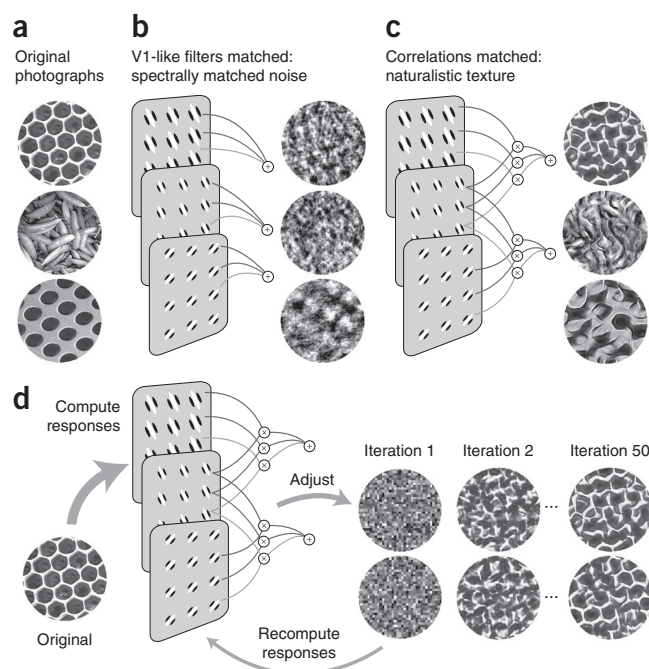 a
Original
photographs
b
V1-like filters matched:
spectrally matched noise
+
+
+
c
Correlations matched:
naturalistic texture
×
×
×
+
×
×
×
+
d
Compute
responses
Original
×
×
×
+
×
×
×
+
Adjust
Iteration 1
Iteration 2
Iteration 50
...
...
Recompute
responses